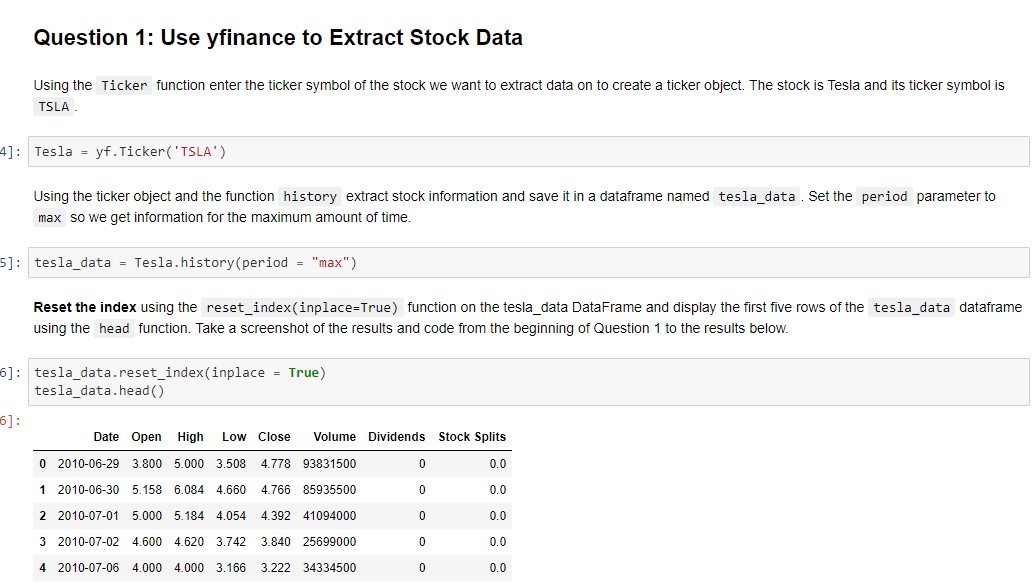 Question 1: Use yfinance to Extract Stock Data
Using the Ticker function enter the ticker symbol of the stock we want to extract data on to create a ticker object. The stock is Tesla and its ticker symbol is
TSLA .
4]: Tesla = yf.Ticker('TSLA')
Using the ticker object and the function history extract stock information and save it in a dataframe named tesla_data . Set the period parameter to
max so we get information for the maximum amount of time.
5]: tesla_data = Tesla.history(period = "max")
Reset the index using the reset_index(inplace=True) function on the tesla_data DataFrame and display the first five rows of the tesla_data dataframe
using the head function. Take a screenshot of the results and code from the beginning of Question 1 to the results below.
6]: tesla_data.reset_index(inplace = True)
tesla_data.head()
6]:
Date Open High Low Close Volume Dividends Stock Splits
0 2010-06-29 3.800 5.000 3.508 4.778 93831500 0 0.0
1 2010-06-30 5.158 6.084 4.660 4.766 85935500 0 0.0
2 2010-07-01 5.000 5.184 4.054 4.392 41094000 0 0.0
3 2010-07-02 4.600 4.620 3.742 3.840 25699000 0 0.0
4 2010-07-06 4.000 4.000 3.166 3.222 34334500 0 0.0